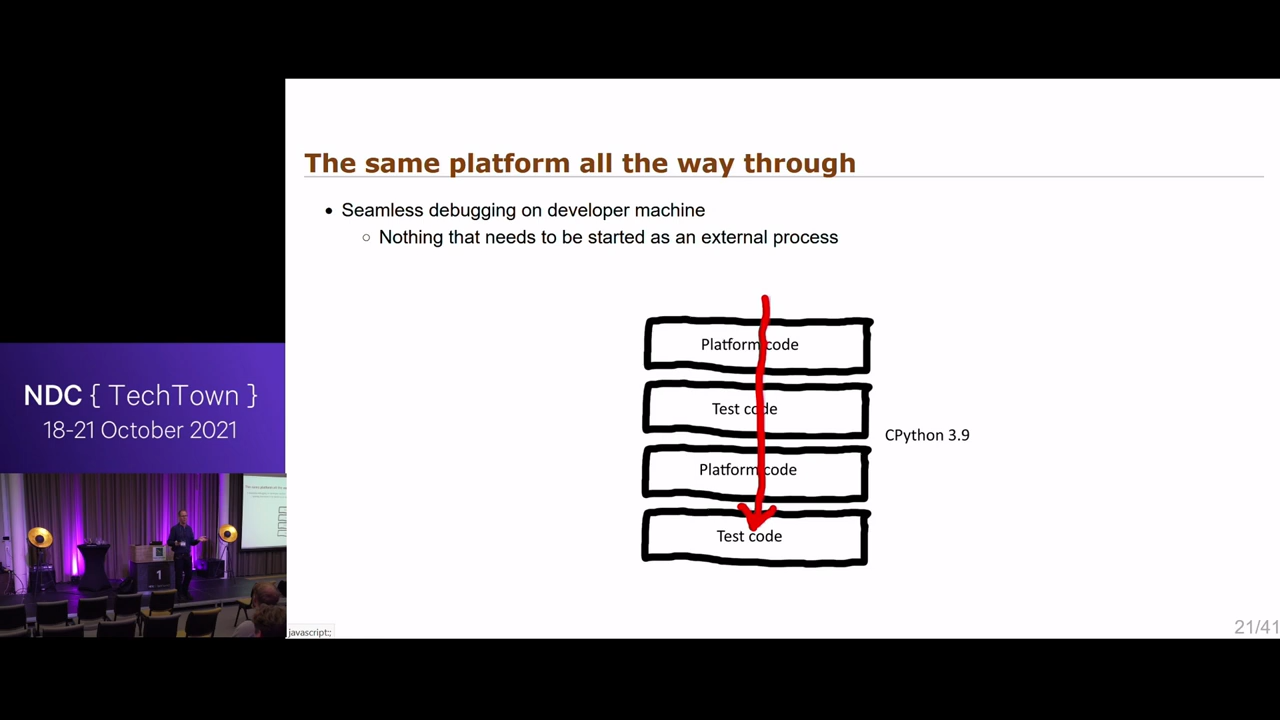 The same platform all the way through
Seamless debugging on developer machine
Nothing that needs to be started as an external process
Platform code
Test code
CPython 3.9
Platform code
Test code
NDC { TechTown }
18-21 October 2021
1
javascript:;
21/41